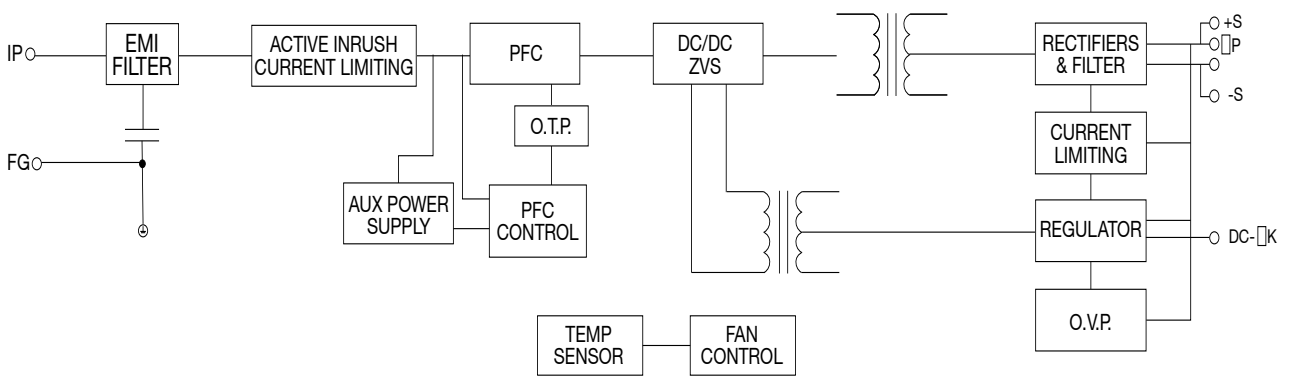 IP
EMI
FILTER
ACTIVE INRUSH
CURRENT LIMITING
PFC
DC/DC
ZVS
RECTIFIERS
& FILTER
+S
▯P
-S
O.T.P.
CURRENT
LIMITING
FG
AUX POWER
SUPPLY
PFC
CONTROL
REGULATOR
DC-▯K
O.V.P.
TEMP
SENSOR
FAN
CONTROL